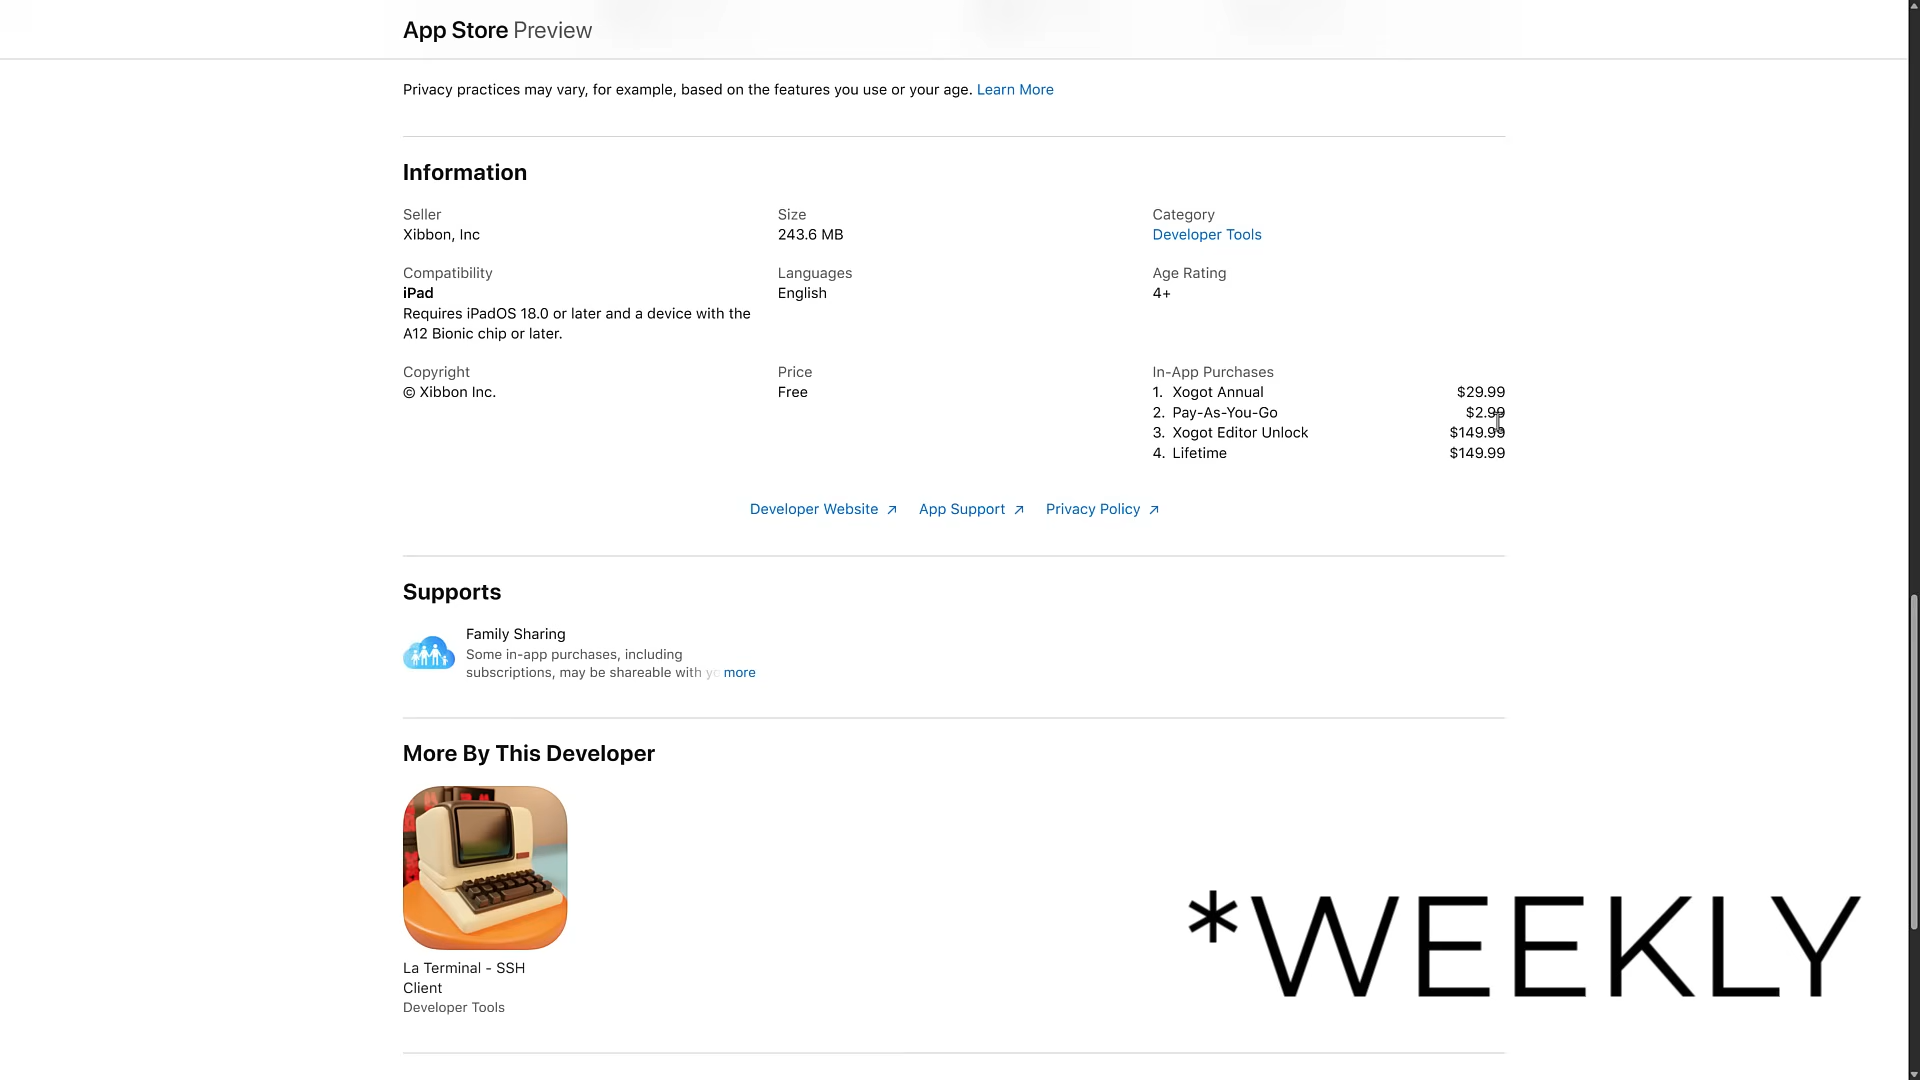 App Store Preview
Privacy practices may vary, for example, based on the features you use or your age. Learn More
Information
Seller
Xibbon, Inc
Size
243.6 MB
Category
Developer Tools
Compatibility
iPad
Requires iPadOS 18.0 or later and a device with the
A12 Bionic chip or later.
Languages
English
Age Rating
4+
Copyright
© Xibbon Inc.
Price
Free
In-App Purchases
1. Xogot Annual $29.99
2. Pay-As-You-Go $2.99
3. Xogot Editor Unlock $149.99
4. Lifetime $149.99
Developer Website ↗ App Support ↗ Privacy Policy ↗
Supports
Family Sharing
Some in-app purchases, including
subscriptions, may be shareable with yo more
More By This Developer
La Terminal - SSH
Client
Developer Tools
*WEEKLY